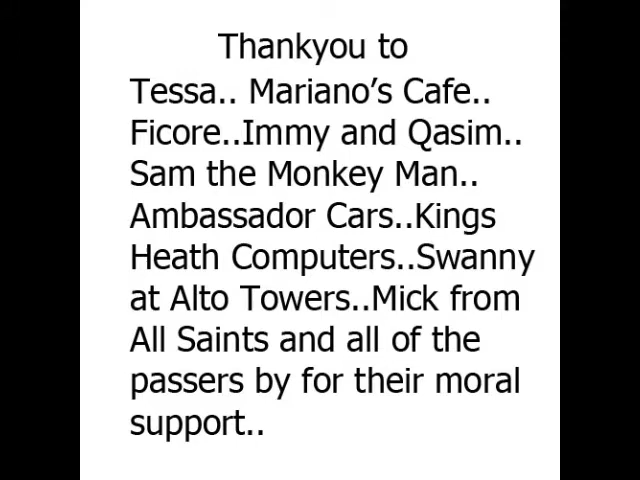 Thankyou to
Tessa.. Mariano’s Cafe..
Ficore..Immy and Qasim..
Sam the Monkey Man..
Ambassador Cars..Kings
Heath Computers..Swanny
at Alto Towers..Mick from
All Saints and all of the
passers by for their moral
support..